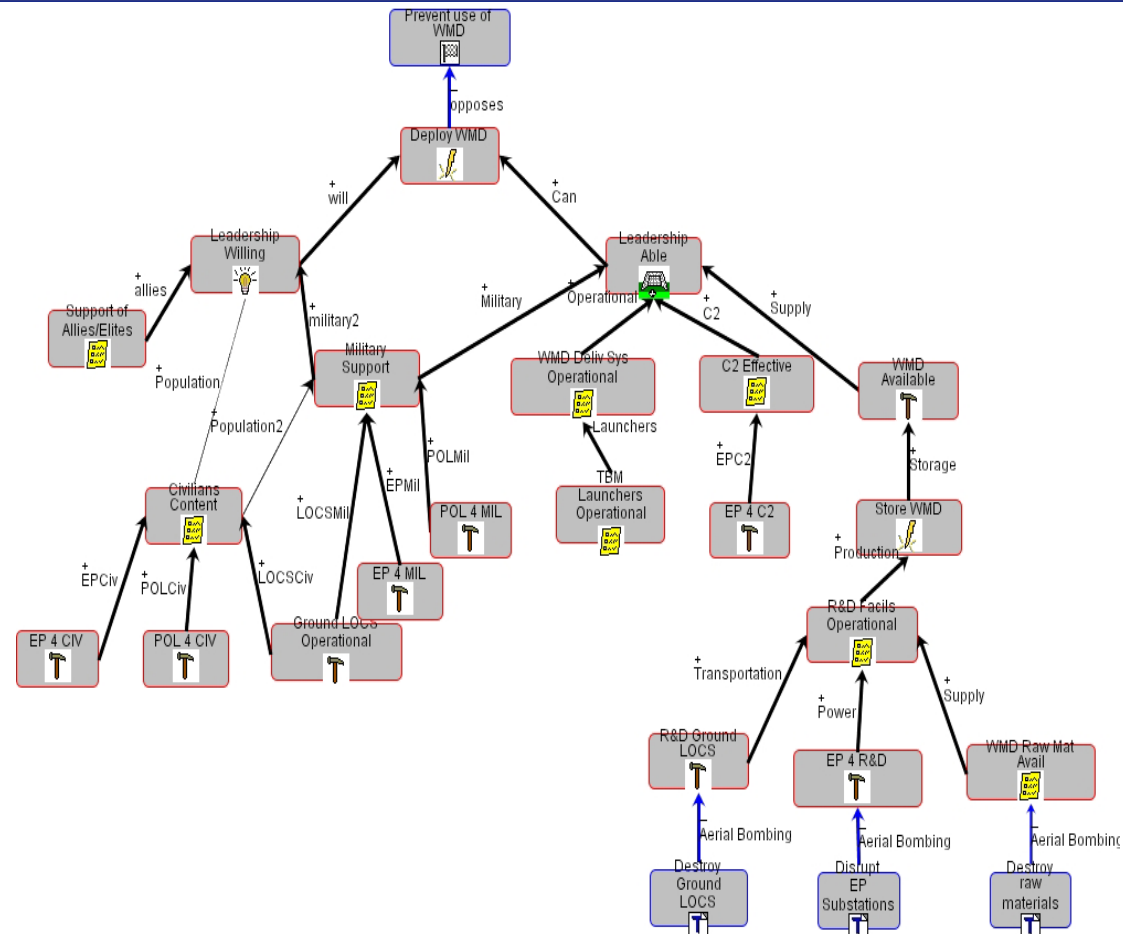 Prevent use of
WMD
–
opposes
Deploy WMD
+
will
+
Can
Leadership
Willing
Leadership
Able
+
allies
+
military2
+
Military
+
Operational
+
C2
+
Supply
Support of
Allies/Elites
Military
Support
WMD Deliv Sys
Operational
C2 Effective
WMD
Available
+
Population
+
Population2
+
POLMil
Launchers
+
EPC2
+
Storage
+
EPMil
+
LOCSMil
Civilians
Content
POL 4 MIL
TBM
Launchers
Operational
EP 4 C2
Store WMD
+
Production
+
EPCiv
+
POLCiv
+
LOCSCiv
EP 4 MIL
EP 4 CIV
POL 4 CIV
Ground LOCS
Operational
R&D Facils
Operational
+
Transportation
+
Power
+
Supply
R&D Ground
LOCS
EP 4 R&D
WMD Raw Mat
Avail
–
Aerial Bombing
–
Aerial Bombing
–
Aerial Bombing
Destroy
Ground
LOCS
Disrupt
EP
Substations
Destroy
raw
materials